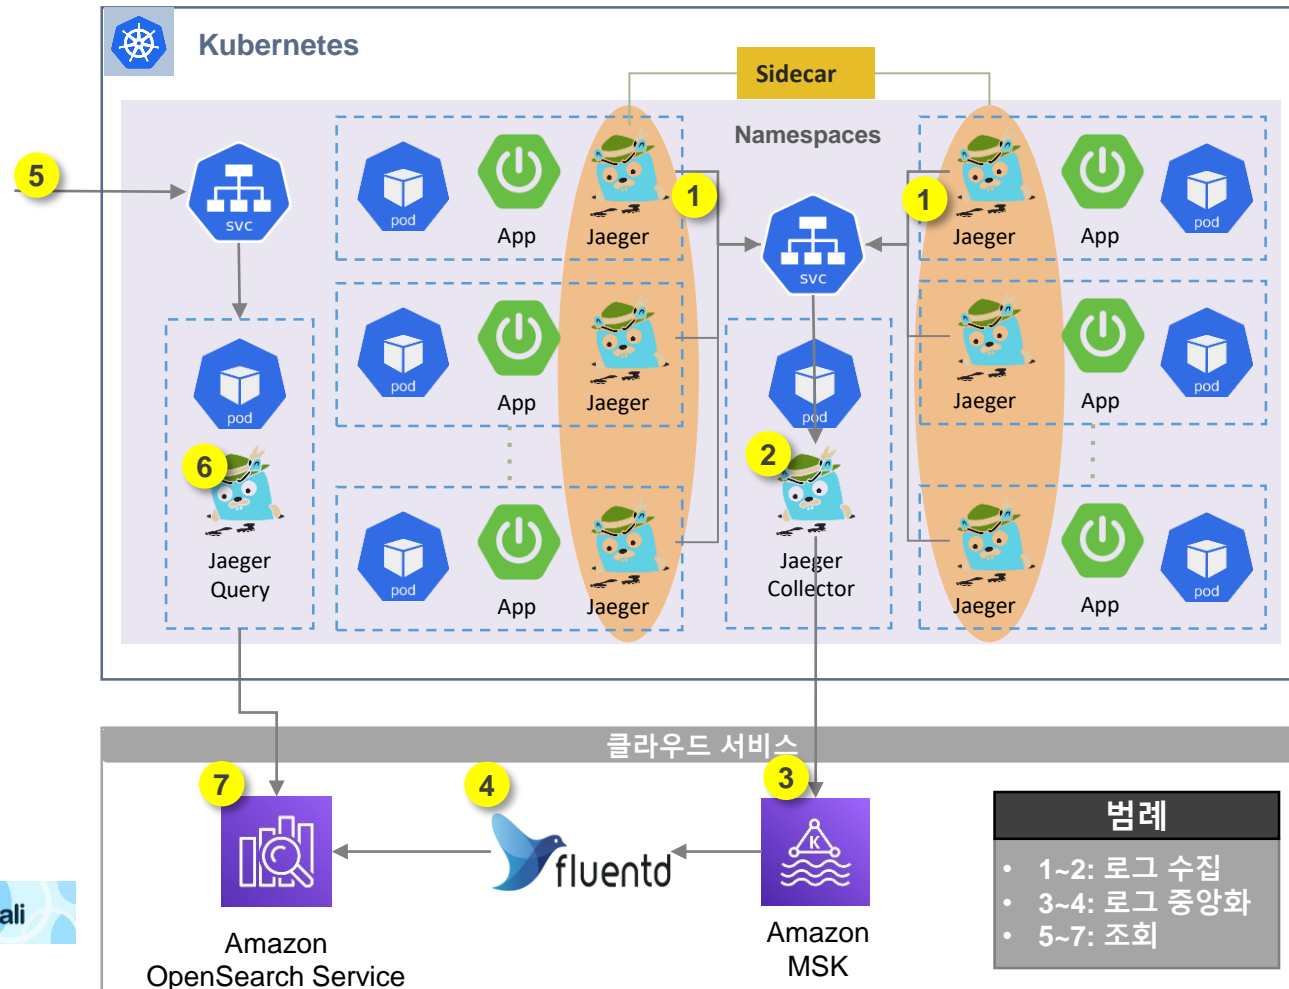 Kubernetes
Sidecar
Namespaces
5
svc
pod
App
Jaeger
1
svc
1
Jaeger
App
pod
pod
App
Jaeger
Jaeger
App
pod
pod
6
Jaeger
Query
pod
2
Jaeger
Collector
pod
App
Jaeger
Jaeger
App
pod
클라우드 서비스
7
4
3
fluentd
K
Amazon
OpenSearch Service
Amazon
MSK
범례
• 1~2: 로그 수집
• 3~4: 로그 중앙화
• 5~7: 조회
ali